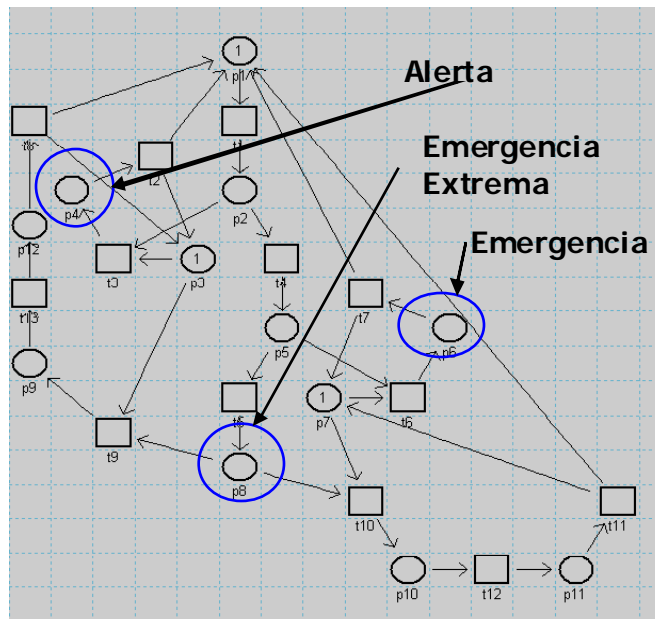 1
p1
Alerta
t1
t2
Emergencia
Extrema
p4
p2
p12
Emergencia
1
t3
p3
t4
t13
t7
p5
p6
p9
1
t5
p7
t6
t9
p8
t10
t11
p10
t12
p11